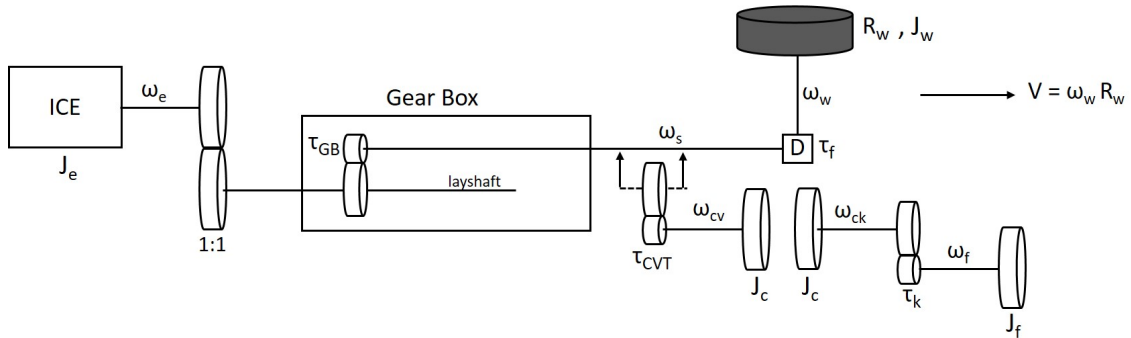 R_w , J_w
ICE
ω_e
Gear Box
ω_w
V = ω_w R_w
ω_s
τ_GB
D
τ_f
J_e
layshaft
ω_cv
ω_ck
1:1
τ_CVT
ω_f
J_c
J_c
τ_k
J_f